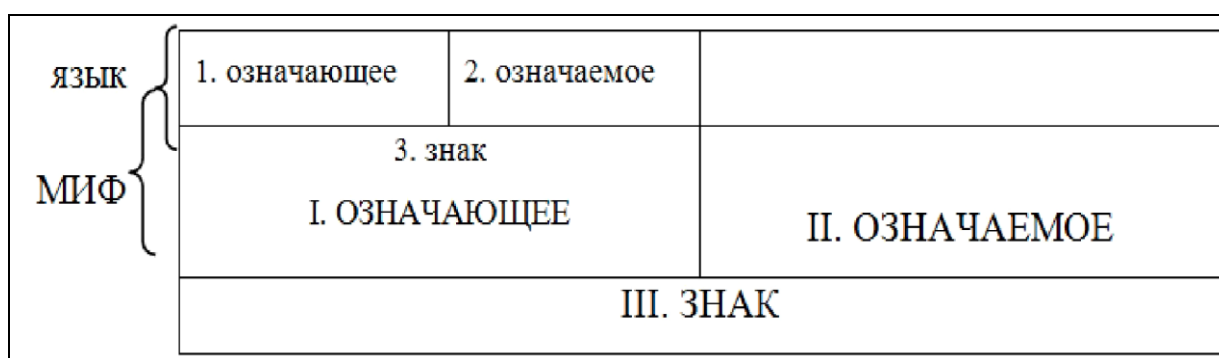 язык
1. означающее
2. означаемое
3. знак
МИФ
I. ОЗНАЧАЮЩЕЕ
II. ОЗНАЧАЕМОЕ
III. ЗНАК